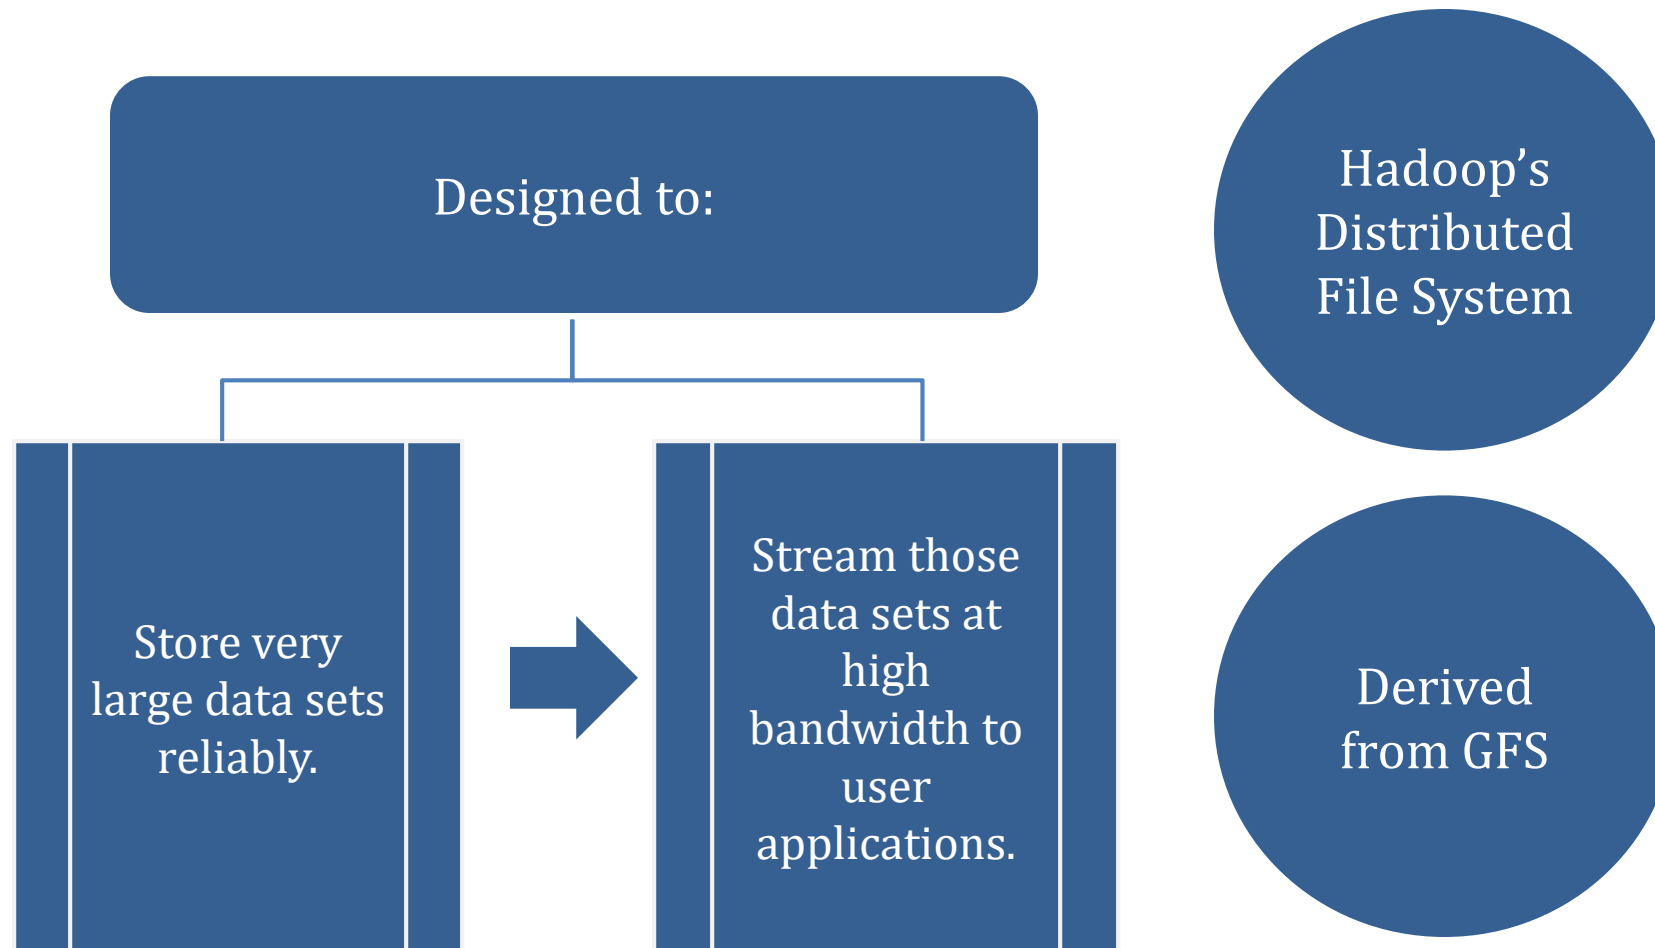 Designed to:
Store very
large data sets
reliably.
Stream those
data sets at
high
bandwidth to
user
applications.
Hadoop’s
Distributed
File System
Derived
from GFS